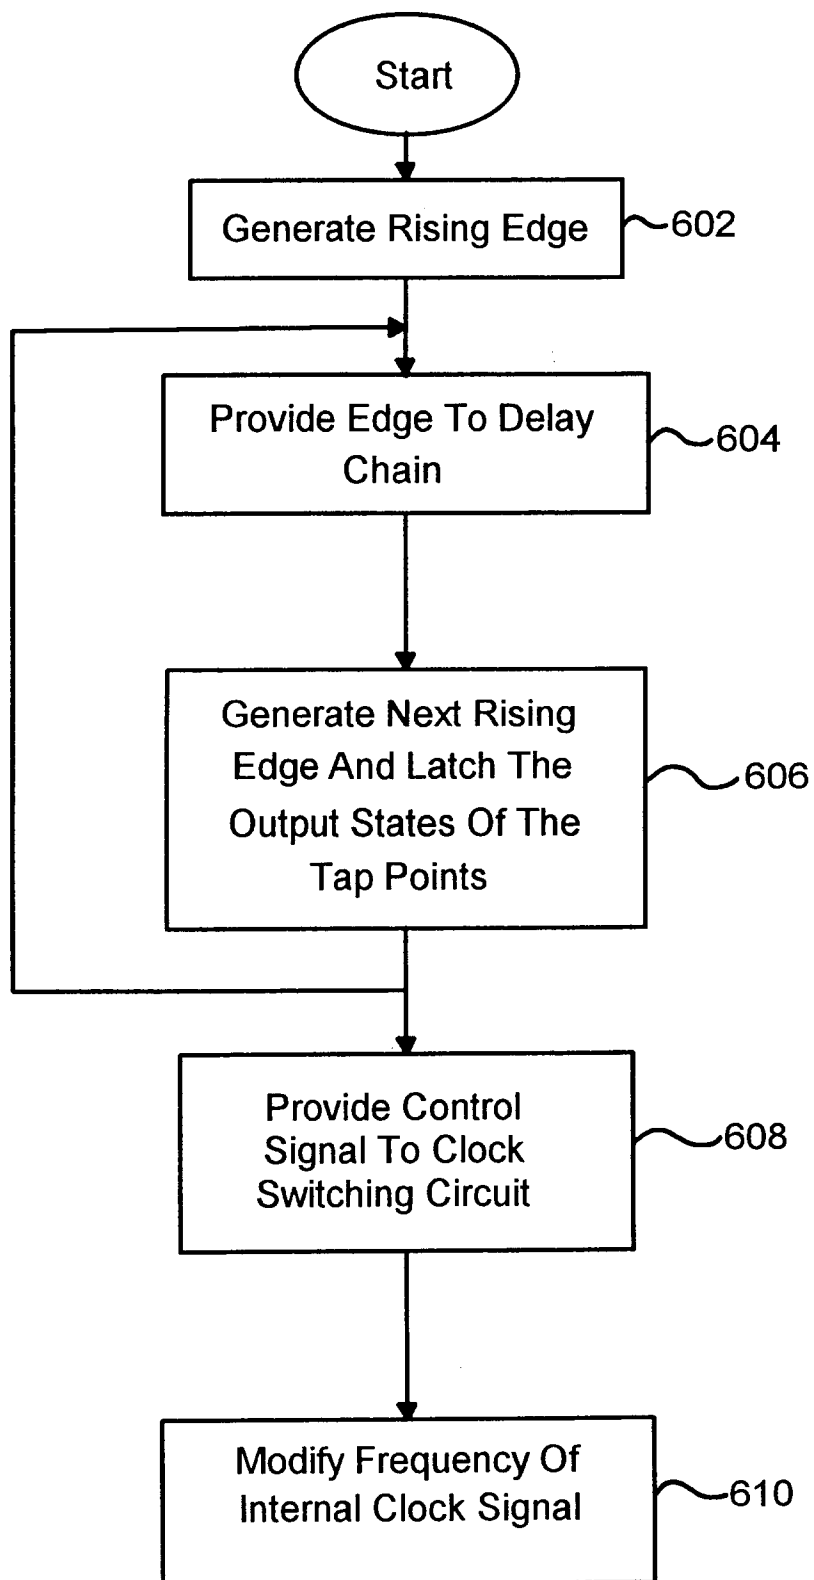 Start
Generate Rising Edge
602
Provide Edge To Delay
Chain
604
Generate Next Rising
Edge And Latch The
Output States Of The
Tap Points
606
Provide Control
Signal To Clock
Switching Circuit
608
Modify Frequency Of
Internal Clock Signal
610